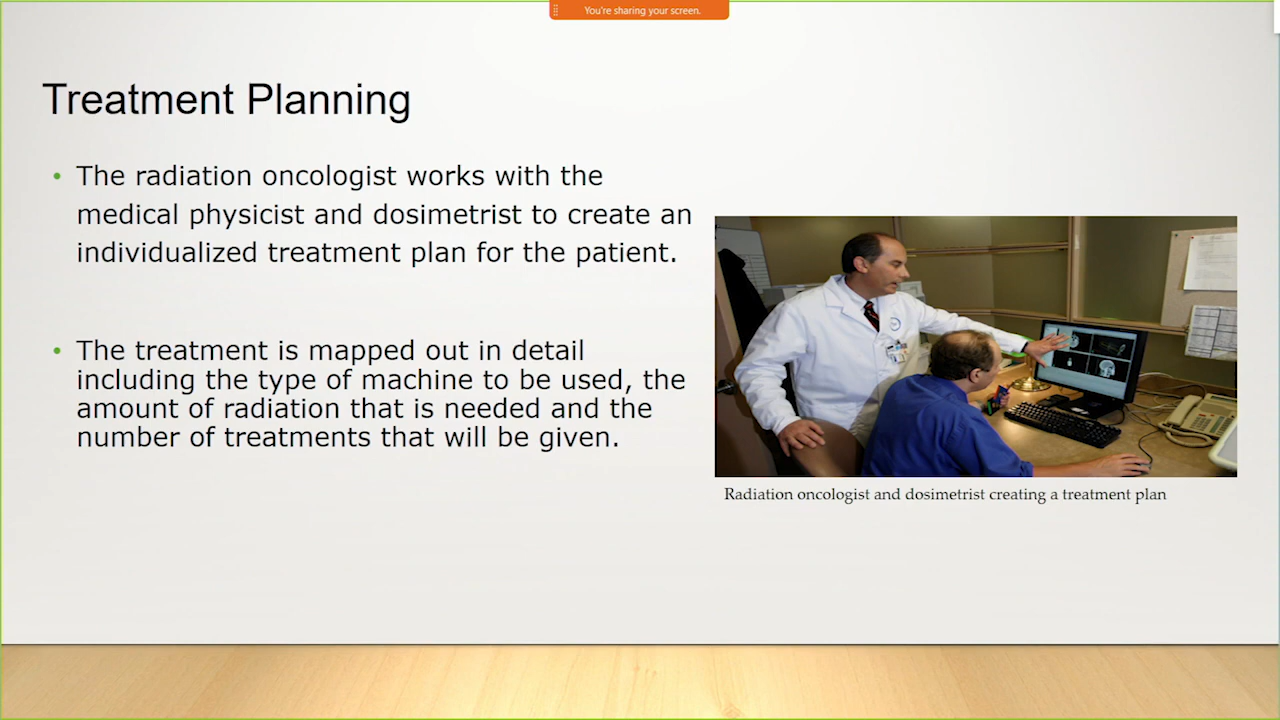 You're sharing your screen.
Treatment Planning
• The radiation oncologist works with the
medical physicist and dosimetrist to create an
individualized treatment plan for the patient.
• The treatment is mapped out in detail
including the type of machine to be used, the
amount of radiation that is needed and the
number of treatments that will be given.
Radiation oncologist and dosimetrist creating a treatment plan